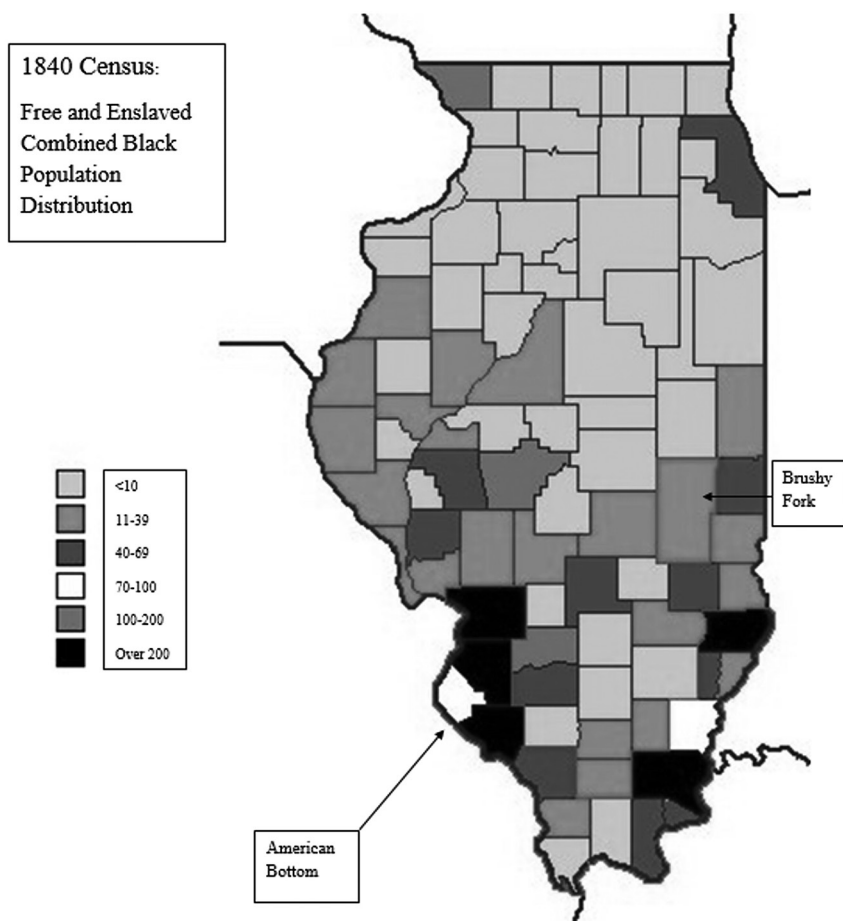 1840 Census:
Free and Enslaved
Combined Black
Population
Distribution
<10
11-39
40-69
70-100
100-200
Over 200
Brushy
Fork
American
Bottom